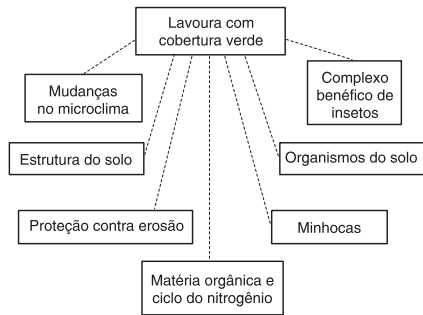 Lavoura com
cobertura verde
Mudanças
no microclima
Complexo
benéfico de
insetos
Estrutura do solo
Organismos do solo
Proteção contra erosão
Minhocas
Matéria orgânica e
ciclo do nitrogênio